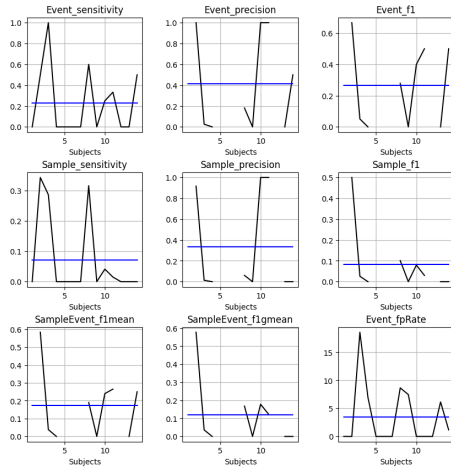 Event_sensitivity Event_precision Event_f1
1.0 1.0
0.8 0.8 0.6
0.6 0.6 0.4
0.4 0.4
0.2 0.2 0.2
0.0 0.0 0.0
5 10 5 10 5 10
Subjects Subjects Subjects
Sample_sensitivity Sample_precision Sample_f1
1.0 0.5
0.3 0.8 0.4
0.2 0.6 0.3
0.4 0.2
0.1 0.2 0.1
0.0 0.0 0.0
5 10 5 10 5 10
Subjects Subjects Subjects
SampleEvent_f1mean SampleEvent_f1gmean Event_fpRate
0.6 0.6
0.5 0.5 15
0.4 0.4
0.3 0.3 10
0.2 0.2 5
0.1 0.1
0.0 0.0 0
5 10 5 10 5 10
Subjects Subjects Subjects